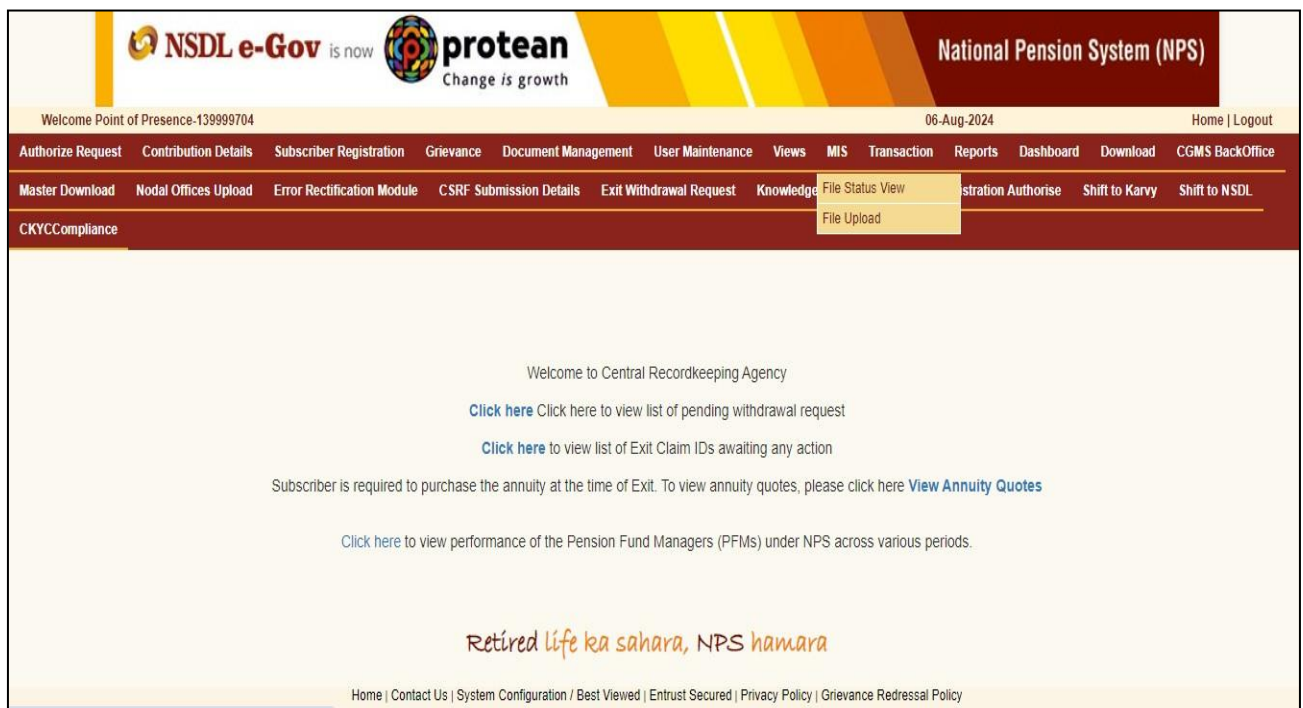 NSDL e-Gov is now protean
Change is growth
National Pension System (NPS)
Welcome Point of Presence-139999704 06-Aug-2024 Home | Logout
Authorize Request Contribution Details Subscriber Registration Grievance Document Management User Maintenance Views MIS Transaction Reports Dashboard Download CGMS BackOffice
Master Download Nodal Offices Upload Error Rectification Module CSRF Submission Details Exit Withdrawal Request Knowledge File Status View istration Authorise Shift to Karvy Shift to NSDL
File Upload
CKYCCompliance
Welcome to Central Recordkeeping Agency
Click here Click here to view list of pending withdrawal request
Click here to view list of Exit Claim IDs awaiting any action
Subscriber is required to purchase the annuity at the time of Exit. To view annuity quotes, please click here View Annuity Quotes
Click here to view performance of the Pension Fund Managers (PFMs) under NPS across various periods.
Retired life ka sahara, NPS hamara
Home | Contact Us | System Configuration / Best Viewed | Entrust Secured | Privacy Policy | Grievance Redressal Policy